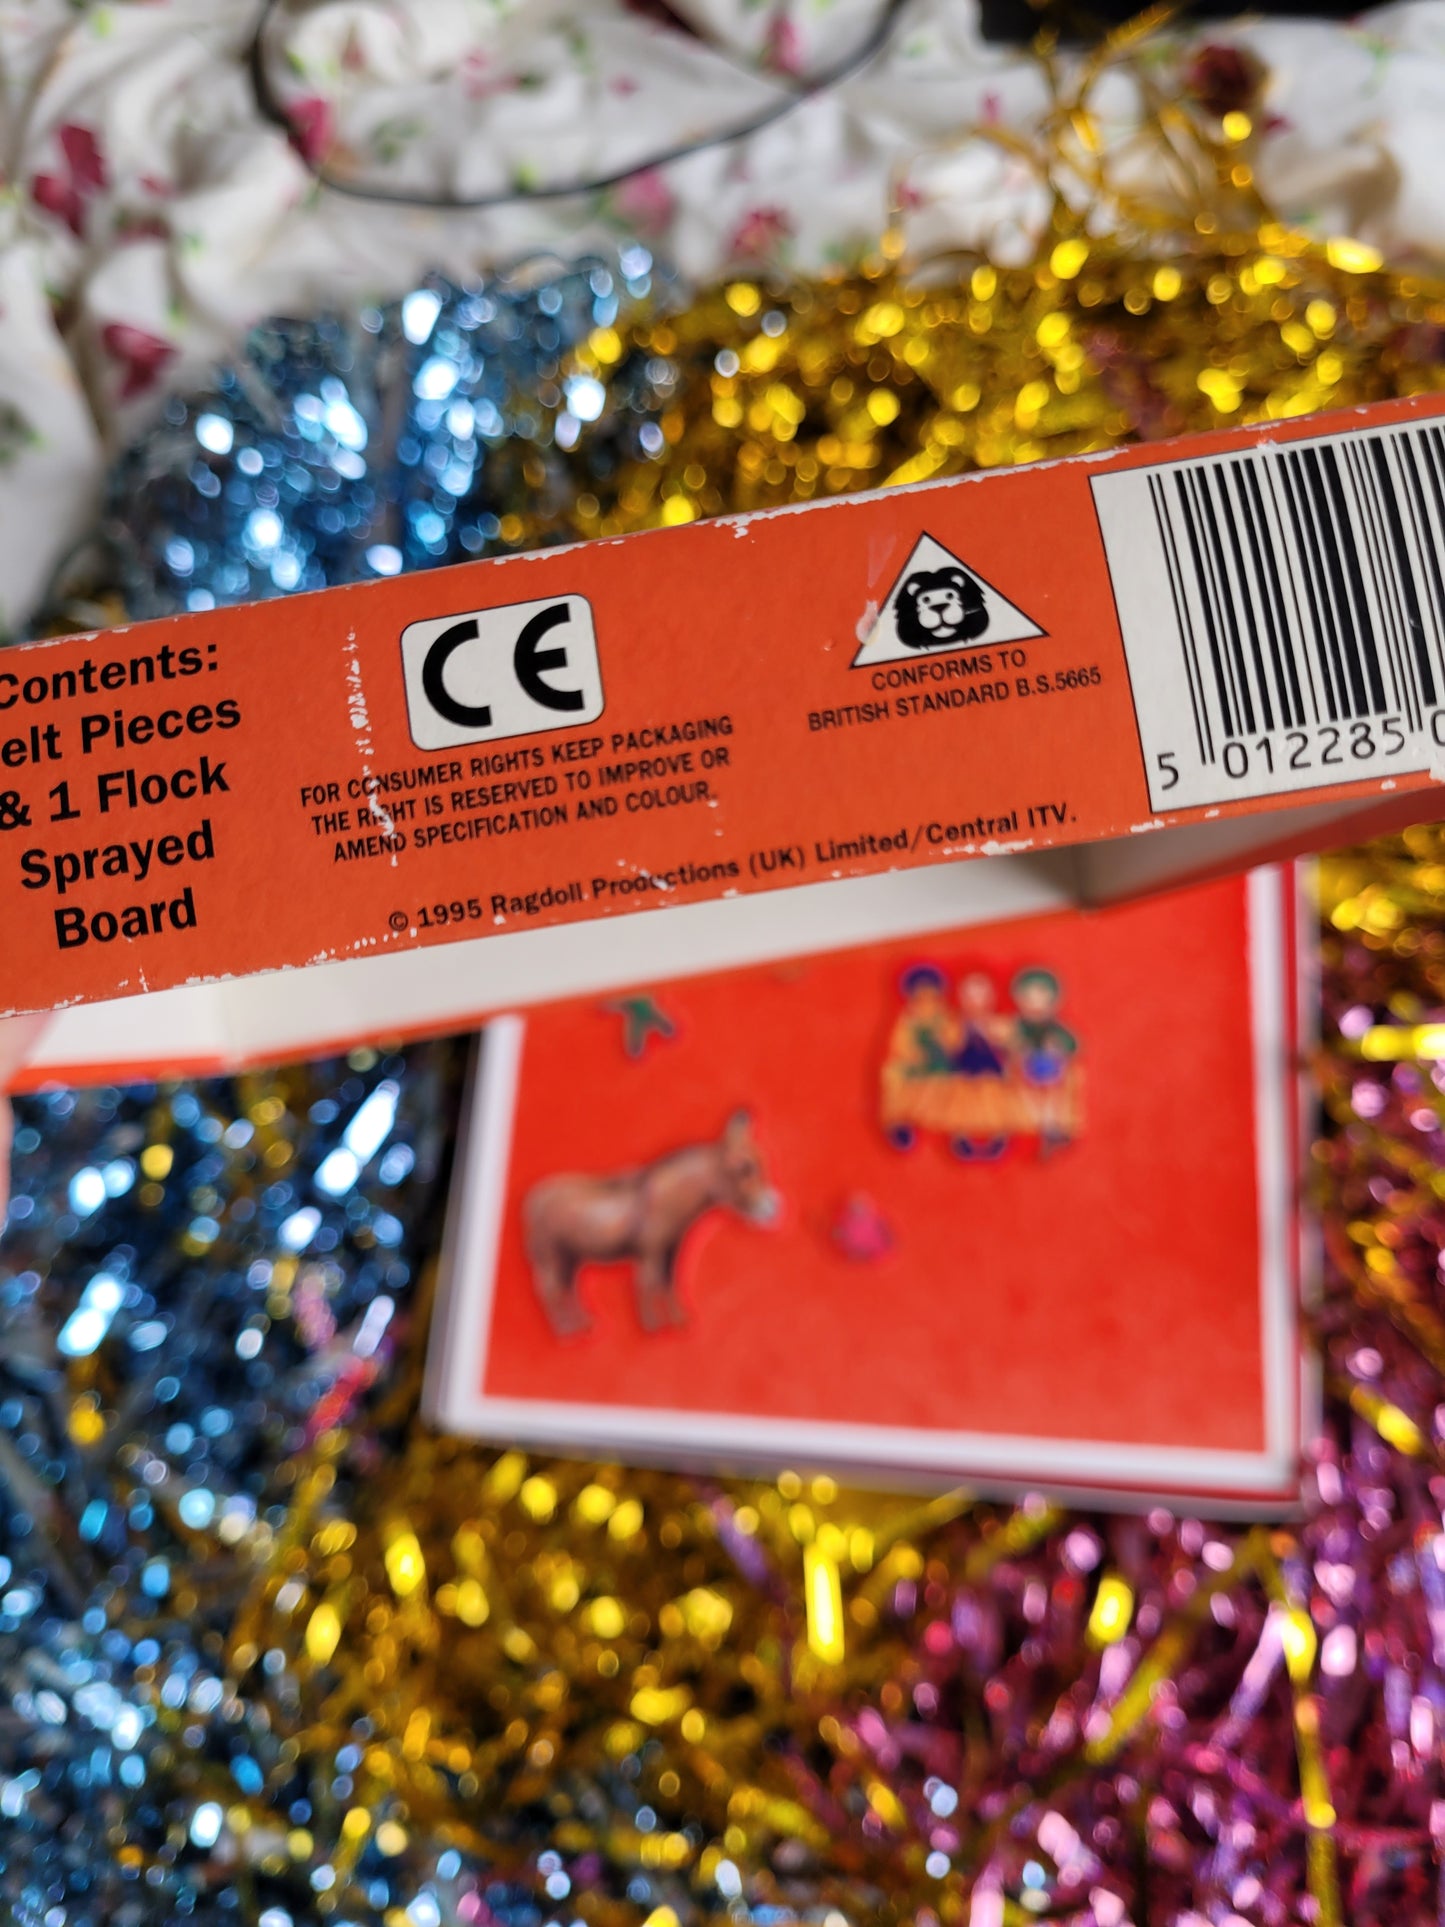 Contents:
elt Pieces
& 1 Flock
Sprayed
Board
CE
FOR CONSUMER RIGHTS KEEP PACKAGING
THE RIGHT IS RESERVED TO IMPROVE OR
AMEND SPECIFICATION AND COLOUR.
© 1995 Ragdoll Productions (UK) Limited/Central ITV.
CONFORMS TO
BRITISH STANDARD B.S.5665
5 012285 0